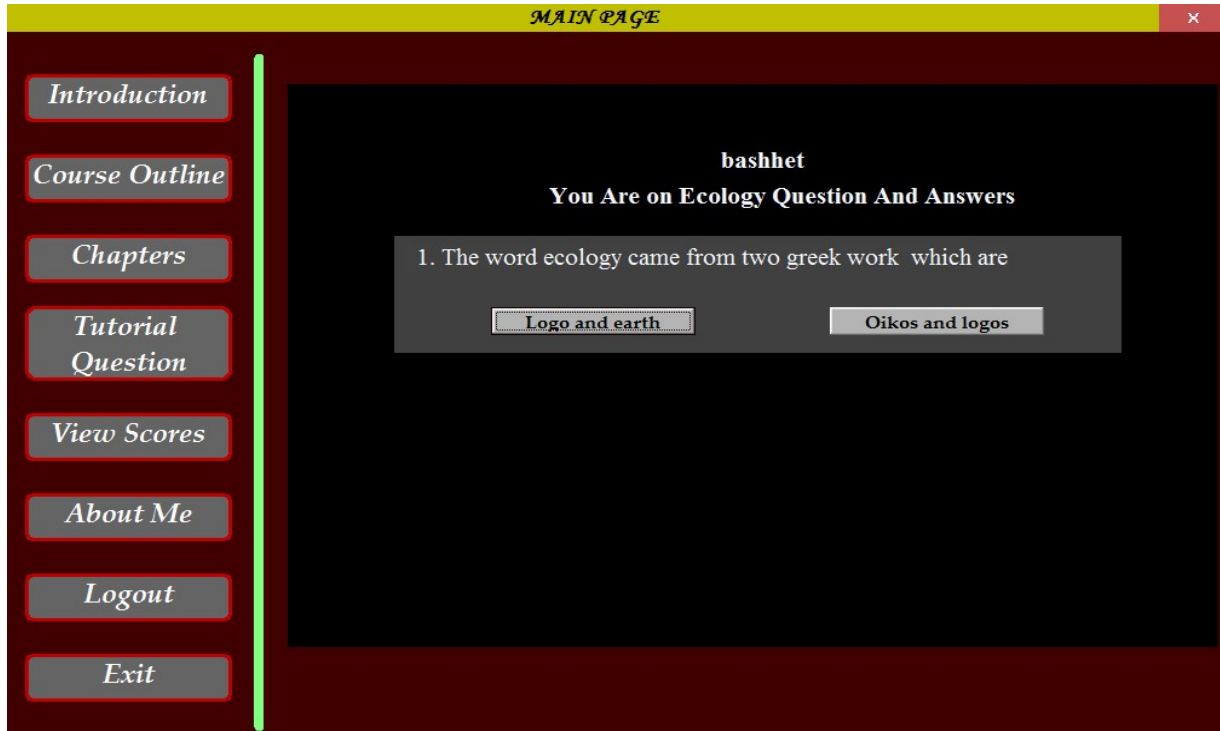 MAIN PAGE
×
Introduction
Course Outline
Chapters
Tutorial
Question
View Scores
About Me
Logout
Exit
bashhet
You Are on Ecology Question And Answers
1. The word ecology came from two greek work which are
Logo and earth
Oikos and logos